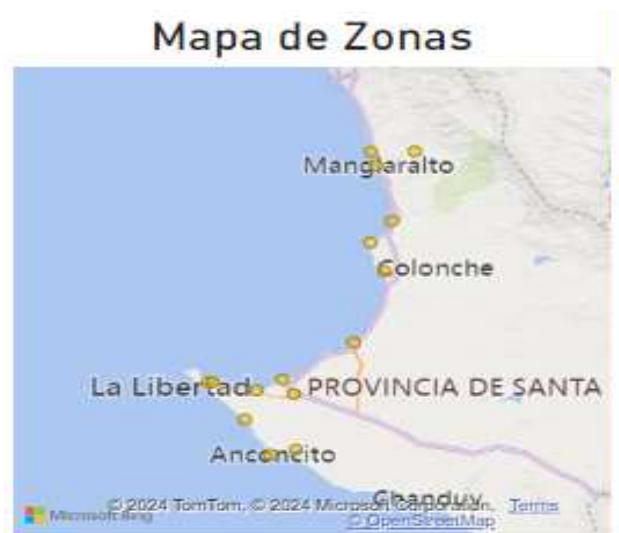 Mapa de Zonas
Manglaralto
Colonche
La Libertad
PROVINCIA DE SANTA
Anconcito
Chanduy
© 2024 TomTom, © 2024 Microsoft Corporation, Terms
Microsoft Bing
© OpenStreetMap